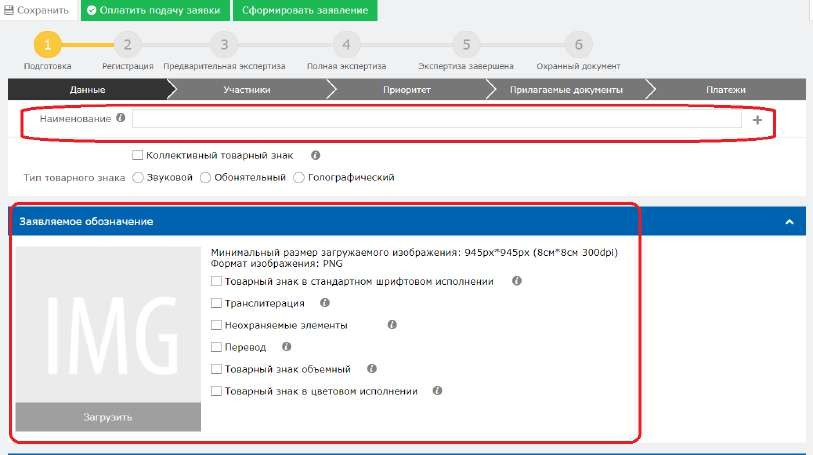 Сохранить Оплатить подачу заявки Сформировать заявление
1 2 3 4 5 6
Подготовка Регистрация Предварительная экспертиза Полная экспертиза Экспертиза завершена Охранный документ
Данные Участники Приоритет Прилагаемые документы Платежи
Наименование
Коллективный товарный знак
Тип товарного знака Звуковой Обонятельный Голографический
Заявляемое обозначение
Минимальный размер загружаемого изображения: 945px*945px (8см*8см 300dpi)
Формат изображения: PNG
Товарный знак в стандартном шрифтовом исполнении
Транслитерация
Неохраняемые элементы
Перевод
Товарный знак объемный
Товарный знак в цветовом исполнении
IMG
Загрузить